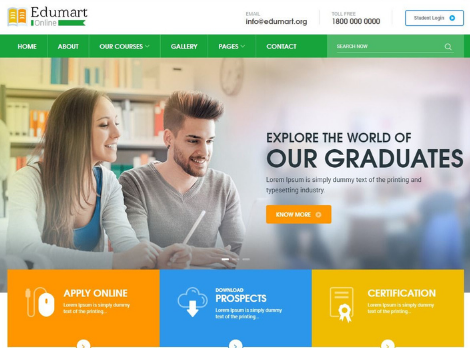 Edumart
Online
EMAIL
info@edumart.org
TOLL FREE
1800 000 0000
Student Login
HOME
ABOUT
OUR COURSES
GALLERY
PAGES
CONTACT
SEARCH NOW
EXPLORE THE WORLD OF
OUR GRADUATES
Lorem Ipsum is simply dummy text of the printing and
typesetting industry.
KNOW MORE
APPLY ONLINE
Lorem Ipsum is simply dummy
text of the printing...
DOWNLOAD
PROSPECTS
Lorem Ipsum is simply dummy
text of the printing...
CERTIFICATION
Lorem Ipsum is simply dummy
text of the printing...